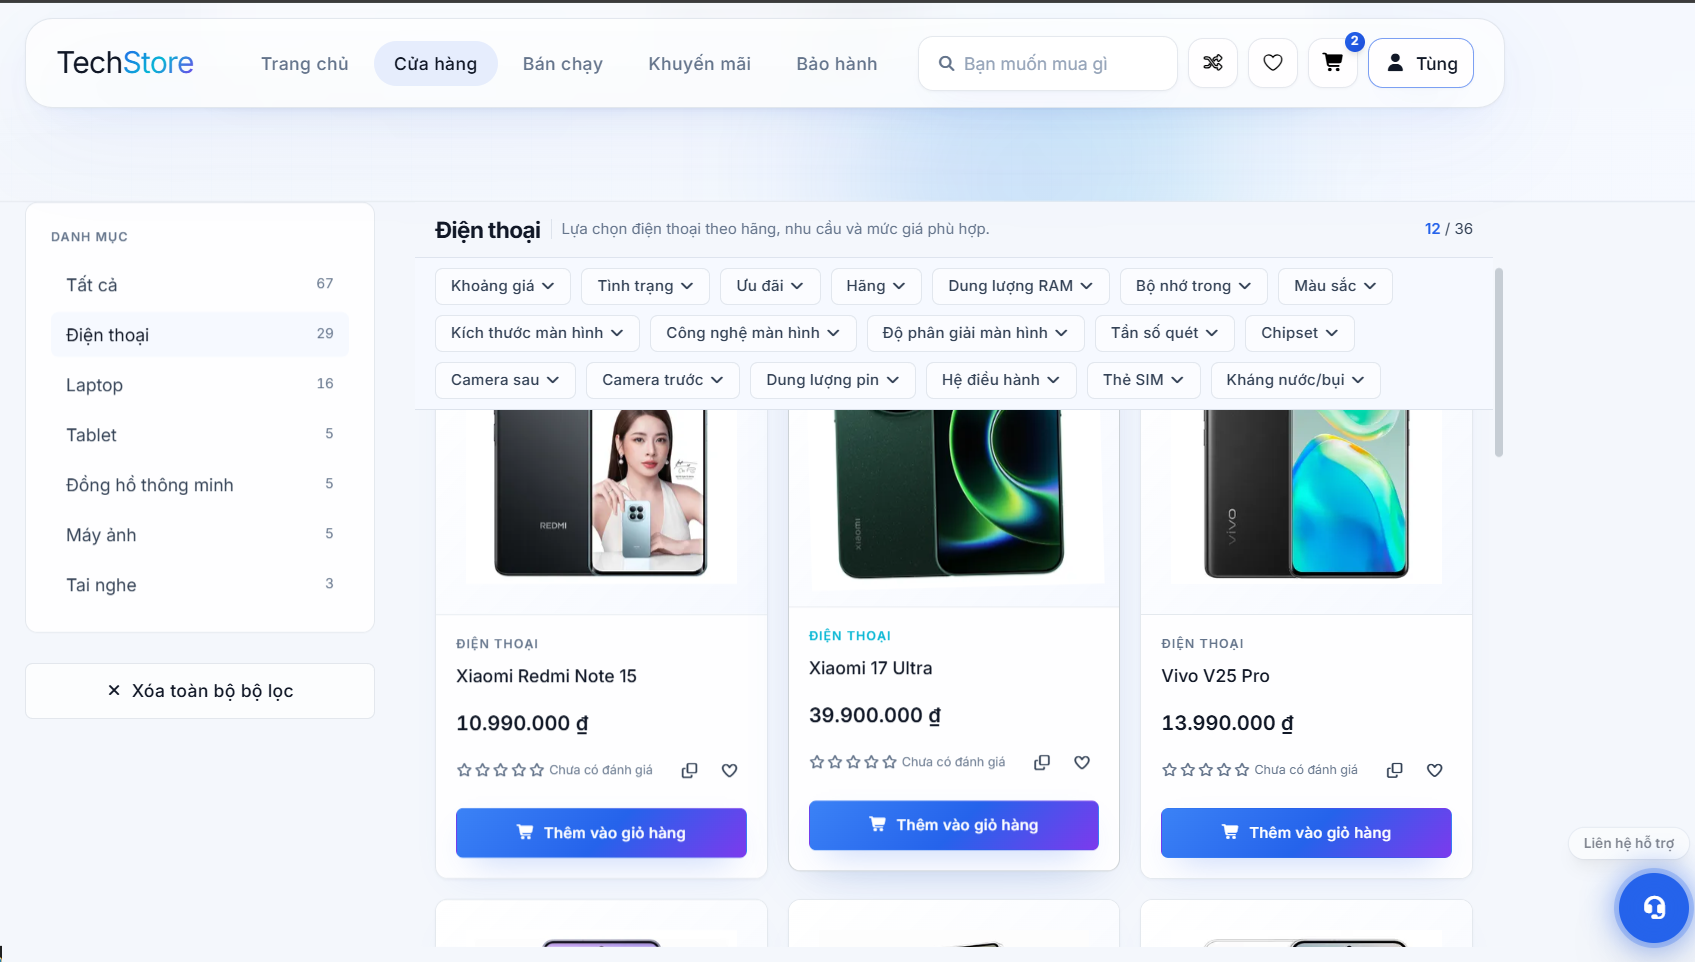 TechStore
Trang chủ
Cửa hàng
Bán chạy
Khuyến mãi
Bảo hành
Bạn muốn mua gì
2
Tùng
DANH MỤC
Tất cả 67
Điện thoại 29
Laptop 16
Tablet 5
Đồng hồ thông minh 5
Máy ảnh 5
Tai nghe 3
Xóa toàn bộ bộ lọc
Điện thoại
Lựa chọn điện thoại theo hãng, nhu cầu và mức giá phù hợp.
12 / 36
Khoảng giá Tình trạng Ưu đãi Hãng Dung lượng RAM Bộ nhớ trong Màu sắc
Kích thước màn hình Công nghệ màn hình Độ phân giải màn hình Tần số quét Chipset
Camera sau Camera trước Dung lượng pin Hệ điều hành Thẻ SIM Kháng nước/bụi
REDMI
ĐIỆN THOẠI
Xiaomi Redmi Note 15
10.990.000 ₫
Chưa có đánh giá
Thêm vào giỏ hàng
XIAOMI
ĐIỆN THOẠI
Xiaomi 17 Ultra
39.900.000 ₫
Chưa có đánh giá
Thêm vào giỏ hàng
vivo
ĐIỆN THOẠI
Vivo V25 Pro
13.990.000 ₫
Chưa có đánh giá
Thêm vào giỏ hàng
Liên hệ hỗ trợ